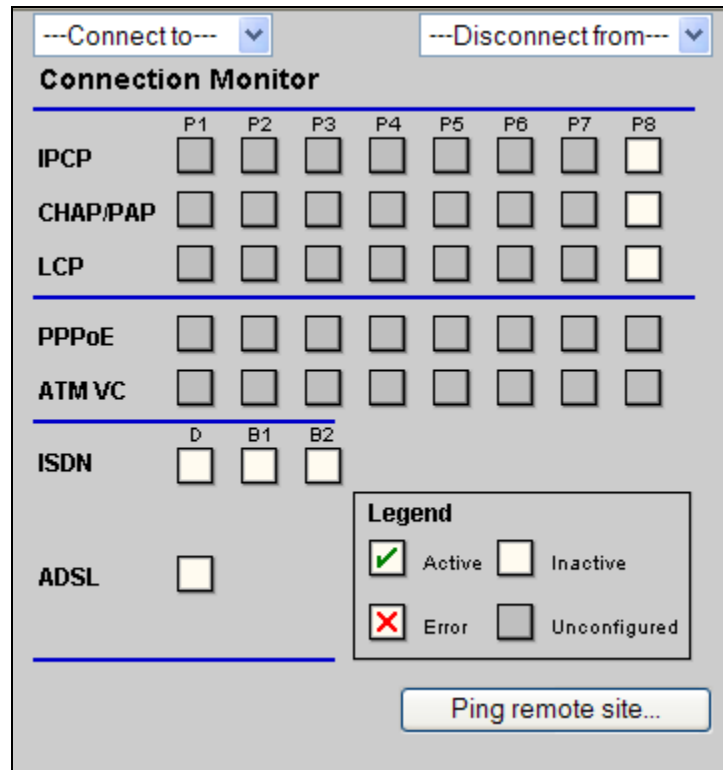 ---Connect to--- ---Disconnect from---
Connection Monitor
P1 P2 P3 P4 P5 P6 P7 P8
IPCP
CHAP/PAP
LCP
PPPoE
ATM VC
D B1 B2
ISDN
Legend
Active Inactive
ADSL
Error Unconfigured
Ping remote site...